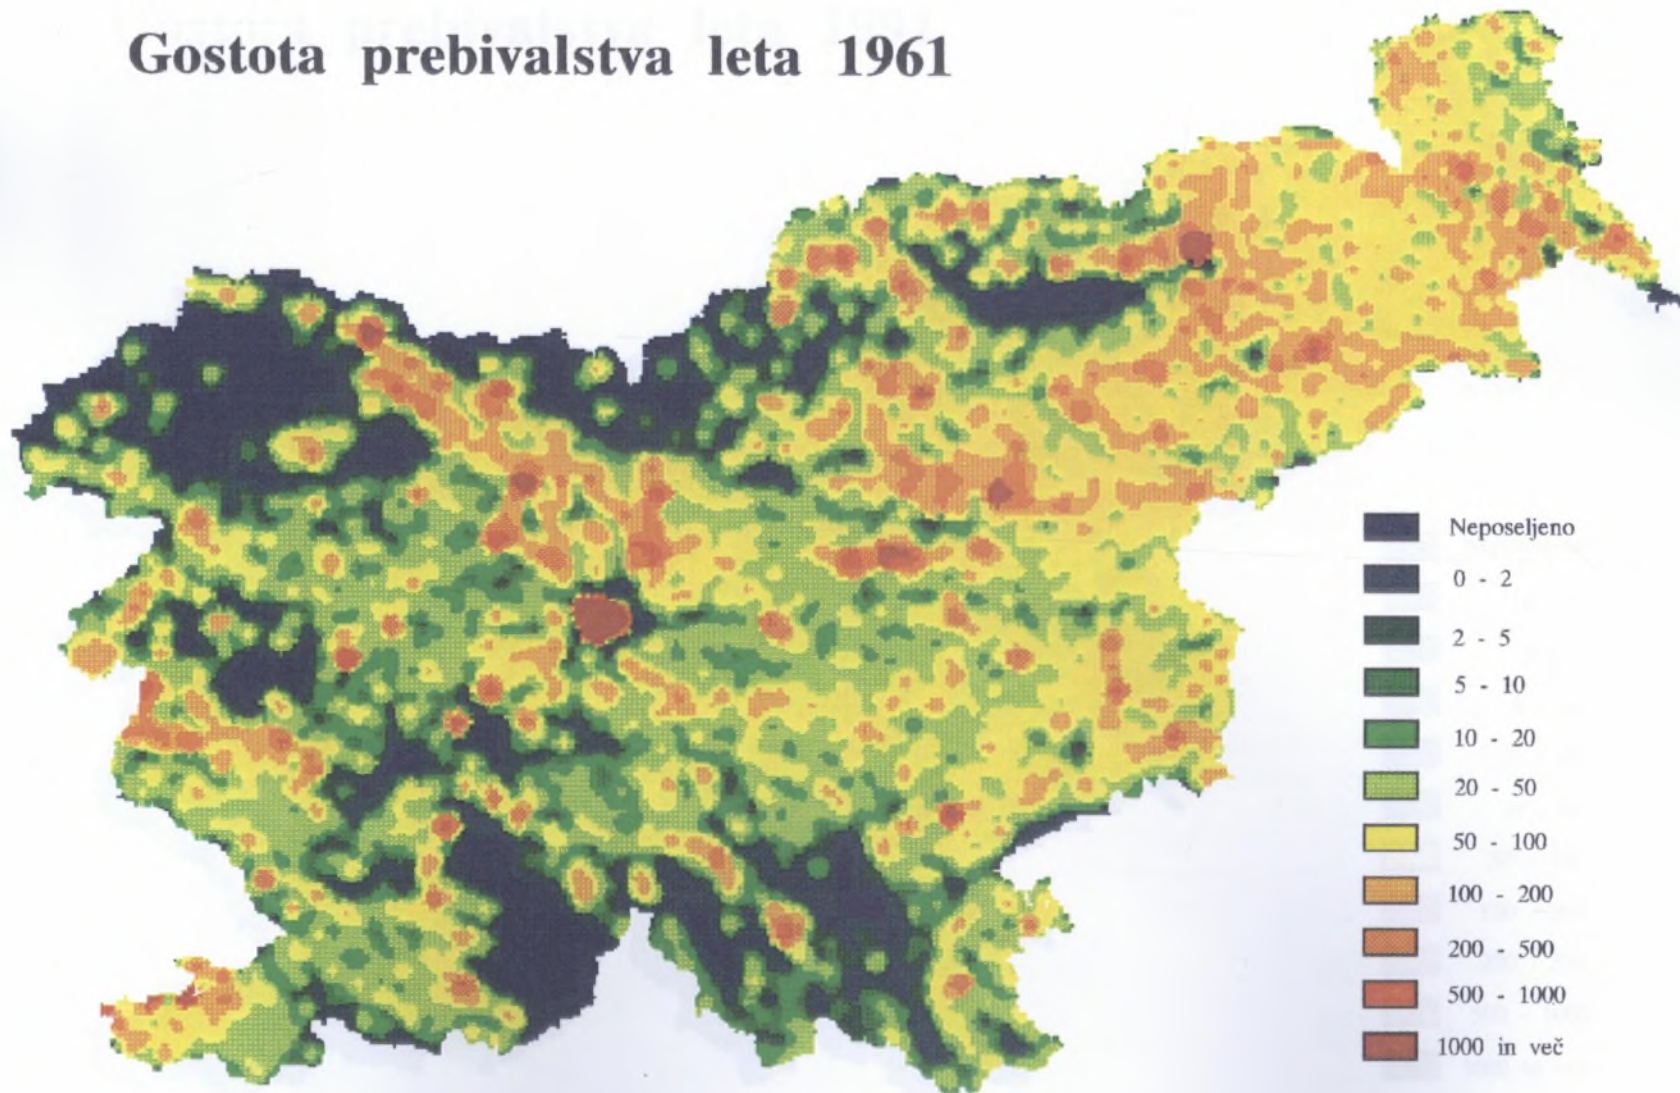 Gostota prebivalstva leta 1961
Neposeljeno
0 - 2
2 - 5
5 - 10
10 - 20
20 - 50
50 - 100
100 - 200
200 - 500
500 - 1000
1000 in več